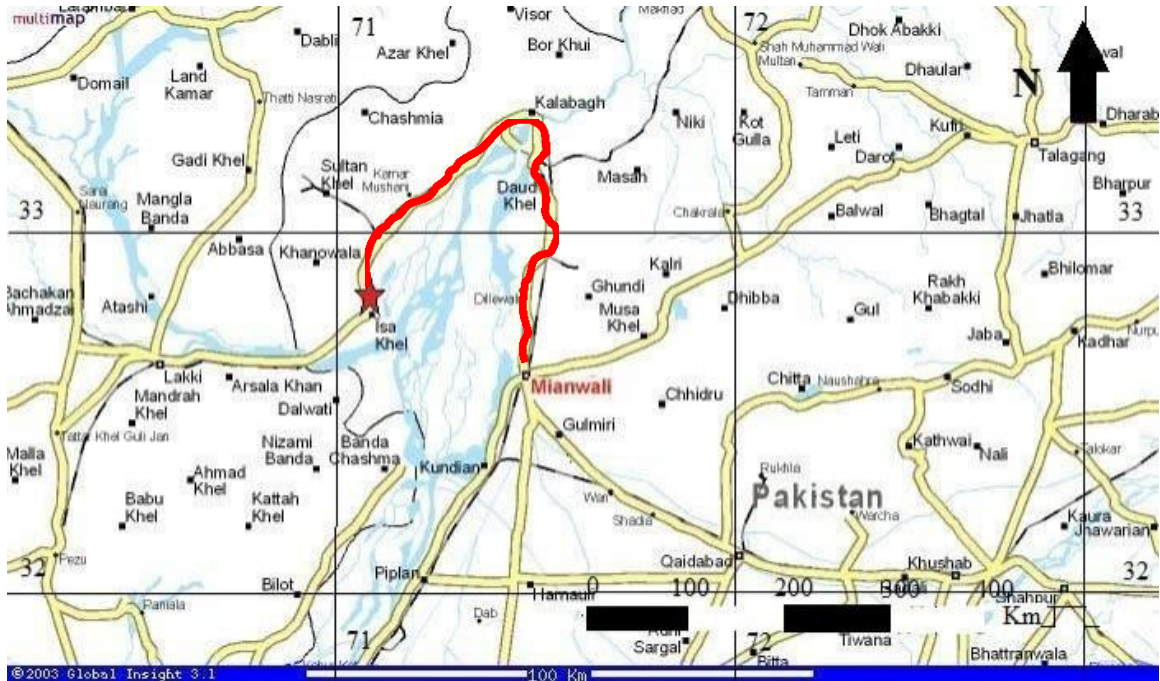 multimap
71
Visor
Makhad
72
Dhok Abakki
Dabli
Azar Khel
Bor Khui
Shah Muhammad Wali
Multan
Domail
Land
Kamar
Dhaular
N
Thatti Nasrati
Tamman
Chashmia
Kalabagh
Niki
Kot
Gulla
Leti
Kufri
Dharab
Darot
Talagang
Gadi Khel
Sultan
Khel
Kamar
Mushani
Daud
Khel
Masan
Bharpur
33
Mangla
Banda
Chakrala
Balwal
Bhagtal
Jhatla
33
Abbasa
Khanowala
Kalri
Bachakan
Ahmadzai
Atashi
Isa
Khel
Dillewal
Ghundi
Musa
Khel
Dhibba
Gul
Rakh
Khabakki
Bhilomar
Jaba
Kadhar
Nurpu
Lakki
Arsala Khan
Mianwali
Chitta
Naushahra
Sodhi
Mandrah
Khel
Dalwati
Chhidru
Tattar Khel Guli Jan
Gulmiri
Kathwai
Nali
Talokar
Malla
Khel
Nizami
Banda
Banda
Chashma
Kundian
Rukhla
Ahmad
Khel
Wan
Pakistan
Babu
Khel
Kattah
Khel
Shadia
Warcha
Kaura
Jhawarian
Pezu
Qaidabad
32
Bilot
Piplan
Khushab
32
0 100 200 300 400
Km
Shahpur
Paniala
Dab
71
72
Sargal
Tiwana
Bhattranwala
©2003 Global Insight 3.1
100 Km